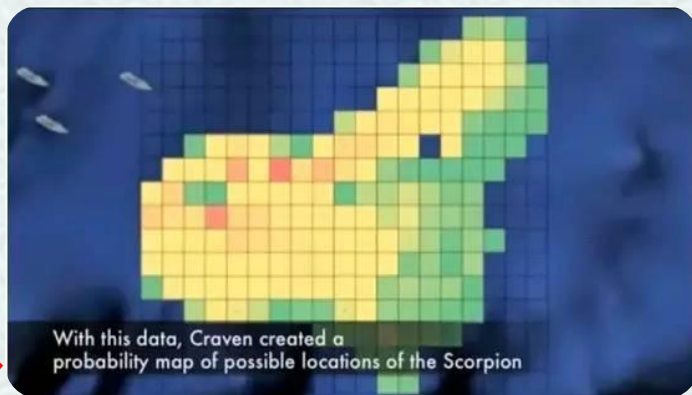 With this data, Craven created a
probability map of possible locations of the Scorpion